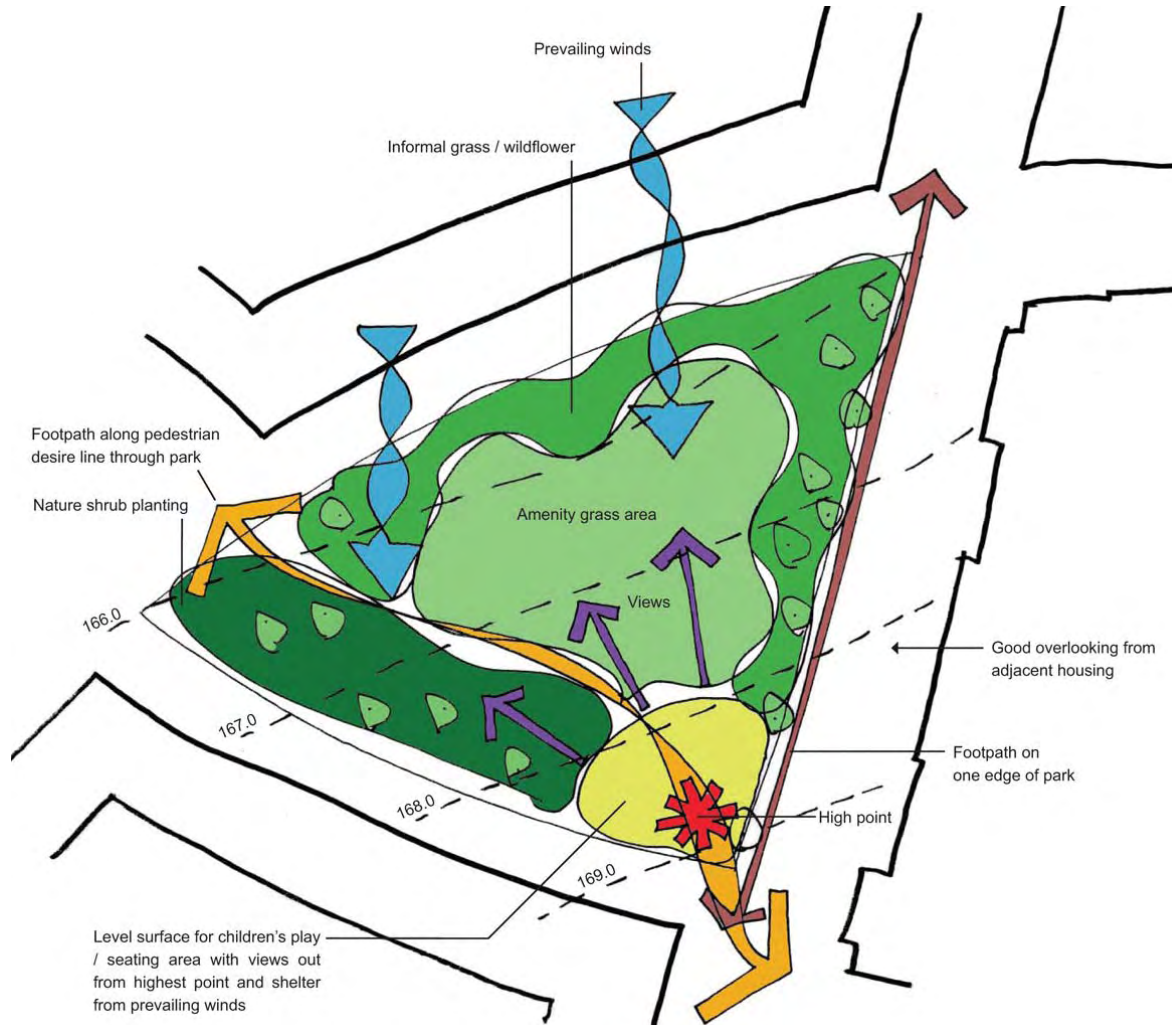 Prevailing winds
Informal grass / wildflower
Footpath along pedestrian
desire line through park
Nature shrub planting
Amenity grass area
Views
166.0
167.0
168.0
169.0
Good overlooking from
adjacent housing
Footpath on
one edge of park
High point
Level surface for children's play
/ seating area with views out
from highest point and shelter
from prevailing winds